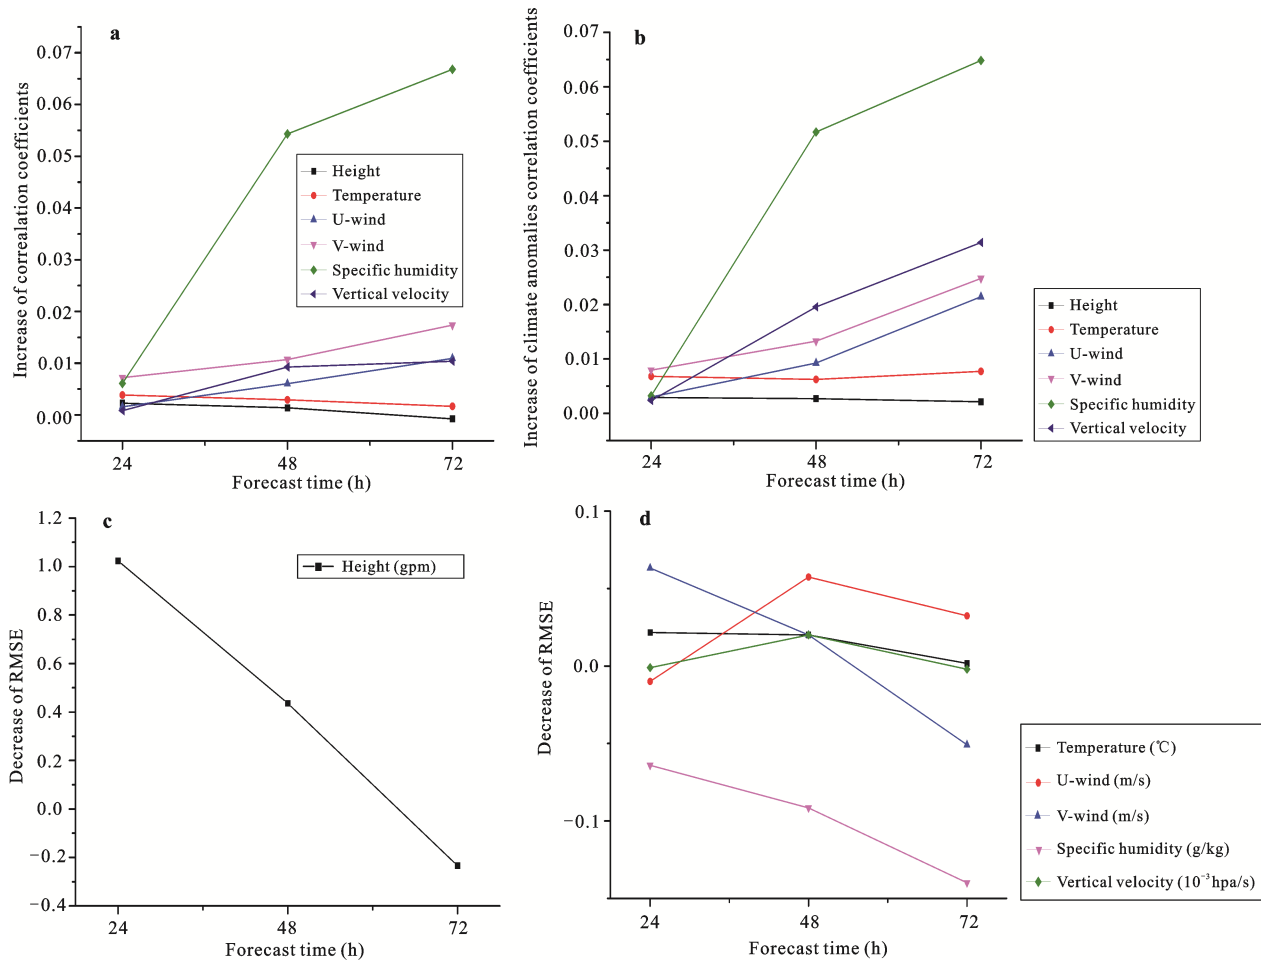 a
Increase of correalation coefficients
0.07
0.06
0.05
0.04
0.03
0.02
0.01
0.00
Height
Temperature
U-wind
V-wind
Specific humidity
Vertical velocity
24
48
72
Forecast time (h)
b
Increase of climate anomalies correlation coefficients
0.07
0.06
0.05
0.04
0.03
0.02
0.01
0.00
Height
Temperature
U-wind
V-wind
Specific humidity
Vertical velocity
24
48
72
Forecast time (h)
c
Decrease of RMSE
1.2
1.0
0.8
0.6
0.4
0.2
0.0
−0.2
−0.4
Height (gpm)
24
48
72
Forecast time (h)
d
Decrease of RMSE
0.1
0.0
−0.1
Temperature (℃)
U-wind (m/s)
V-wind (m/s)
Specific humidity (g/kg)
Vertical velocity (10⁻³hpa/s)
24
48
72
Forecast time (h)